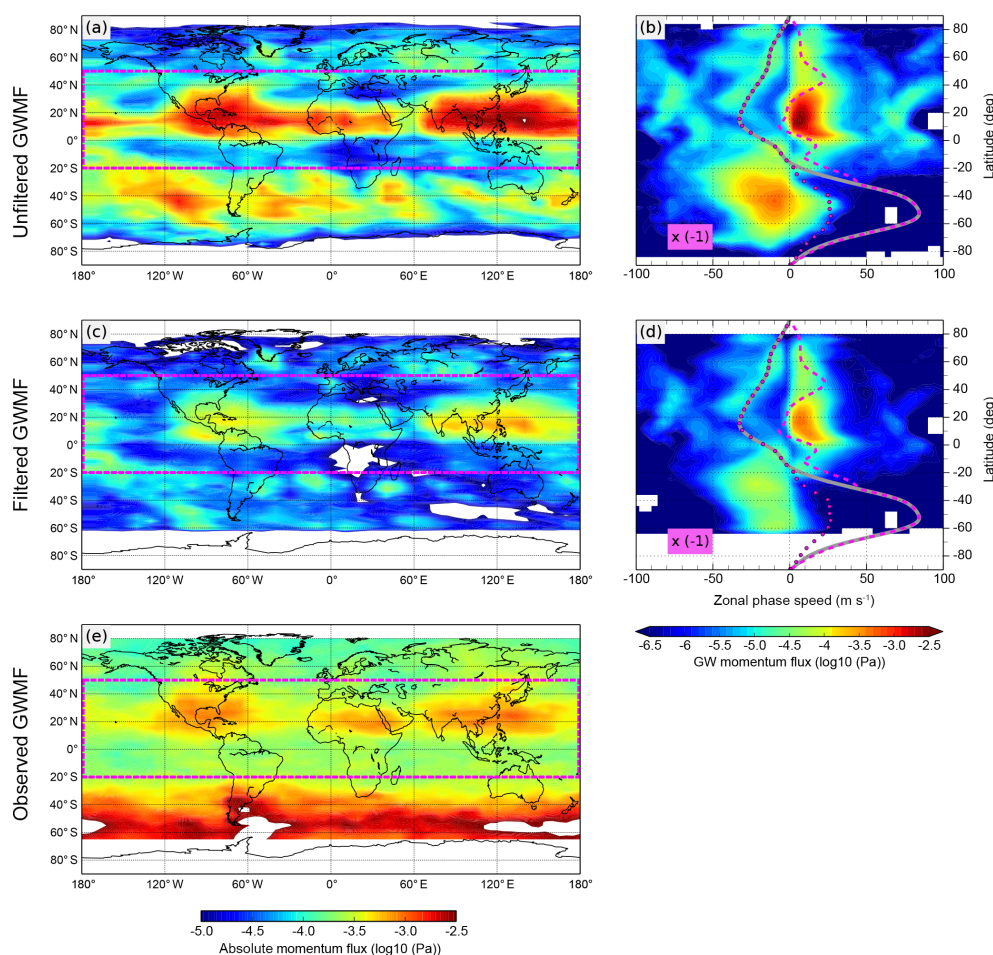 Unfiltered GWMF
(a)
80° N
60° N
40° N
20° N
0°
20° S
40° S
60° S
80° S
180° 120° W 60° W 0° 60° E 120° E 180°
(b)
x (-1)
80
60
40
20
0
-20
-40
-60
-80
Latitude (deg)
-100 -50 0 50 100
Filtered GWMF
(c)
80° N
60° N
40° N
20° N
0°
20° S
40° S
60° S
80° S
180° 120° W 60° W 0° 60° E 120° E 180°
(d)
x (-1)
80
60
40
20
0
-20
-40
-60
-80
Latitude (deg)
-100 -50 0 50 100
Zonal phase speed (m s⁻¹)
-6.5 -6 -5.5 -5 -4.5 -4 -3.5 -3 -2.5
GW momentum flux (log10 (Pa))
Observed GWMF
(e)
80° N
60° N
40° N
20° N
0°
20° S
40° S
60° S
80° S
180° 120° W 60° W 0° 60° E 120° E 180°
-5.0 -4.5 -4.0 -3.5 -3.0 -2.5
Absolute momentum flux (log10 (Pa))